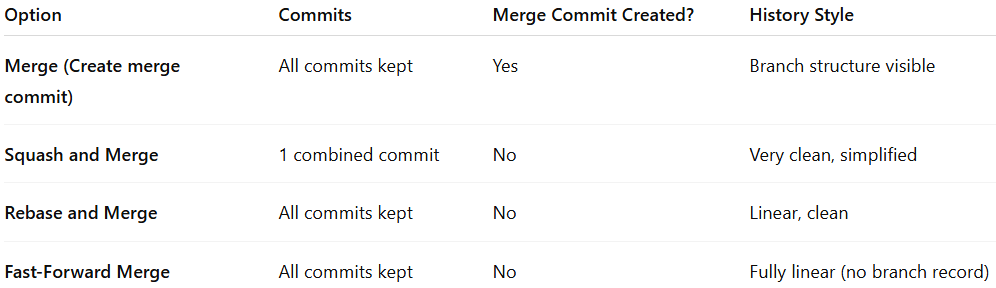 Option Commits Merge Commit Created? History Style
Merge (Create merge commit) All commits kept Yes Branch structure visible
Squash and Merge 1 combined commit No Very clean, simplified
Rebase and Merge All commits kept No Linear, clean
Fast-Forward Merge All commits kept No Fully linear (no branch record)